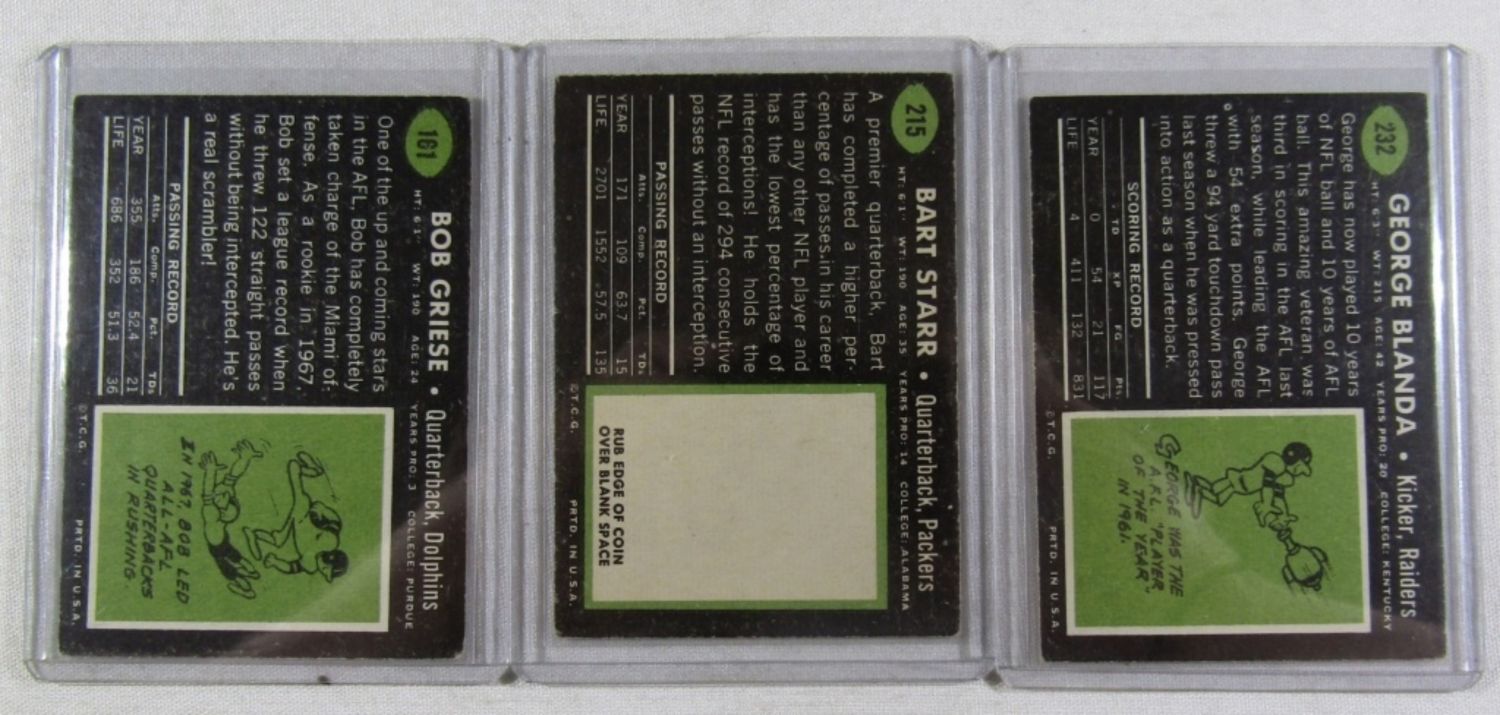 161
BOB GRIESE • Quarterback, Dolphins
HT: 6'1" WT: 190 AGE: 24 YEARS PRO: 3 COLLEGE: PURDUE
One of the up and coming stars
in the AFL, Bob has completely
taken charge of the Miami of-
fense. As a rookie in 1967,
Bob set a league record when
he threw 122 straight passes
without being intercepted. He's
a real scrambler!
PASSING RECORD
Atts. Comp. Pct. TDs
YEAR 355 186 52.4 21
LIFE 686 352 51.3 36
IN 1967, BOB LED
ALL-AFL
QUARTERBACKS
IN RUSHING.
©T.C.G. PRTD. IN U.S.A.
215
BART STARR • Quarterback, Packers
HT: 6'1" WT: 190 AGE: 35 YEARS PRO: 14 COLLEGE: ALABAMA
A premier quarterback, Bart
has completed a higher per-
centage of passes in his career
than any other NFL player and
has the lowest percentage of
interceptions! He holds the
NFL record of 294 consecutive
passes without an interception.
PASSING RECORD
Atts. Comp. Pct. TDs
YEAR 171 109 63.7 15
LIFE 2701 1552 57.5 135
RUB EDGE OF COIN
OVER BLANK SPACE
©T.C.G. PRTD. IN U.S.A.
232
GEORGE BLANDA • Kicker, Raiders
HT: 6'3" WT: 215 AGE: 42 YEARS PRO: 20 COLLEGE: KENTUCKY
George has now played 10 years
of NFL ball and 10 years of AFL
ball. This amazing veteran was
third in scoring in the AFL last
season, while leading the AFL
with 54 extra points. George
threw a 94 yard touchdown pass
last season when he was pressed
into action as a quarterback.
SCORING RECORD
TD XP FG Pts.
YEAR 0 54 21 117
LIFE 4 411 132 831
GEORGE WAS THE
A.F.L. "PLAYER
OF THE YEAR"
IN 1961.
©T.C.G. PRTD. IN U.S.A.